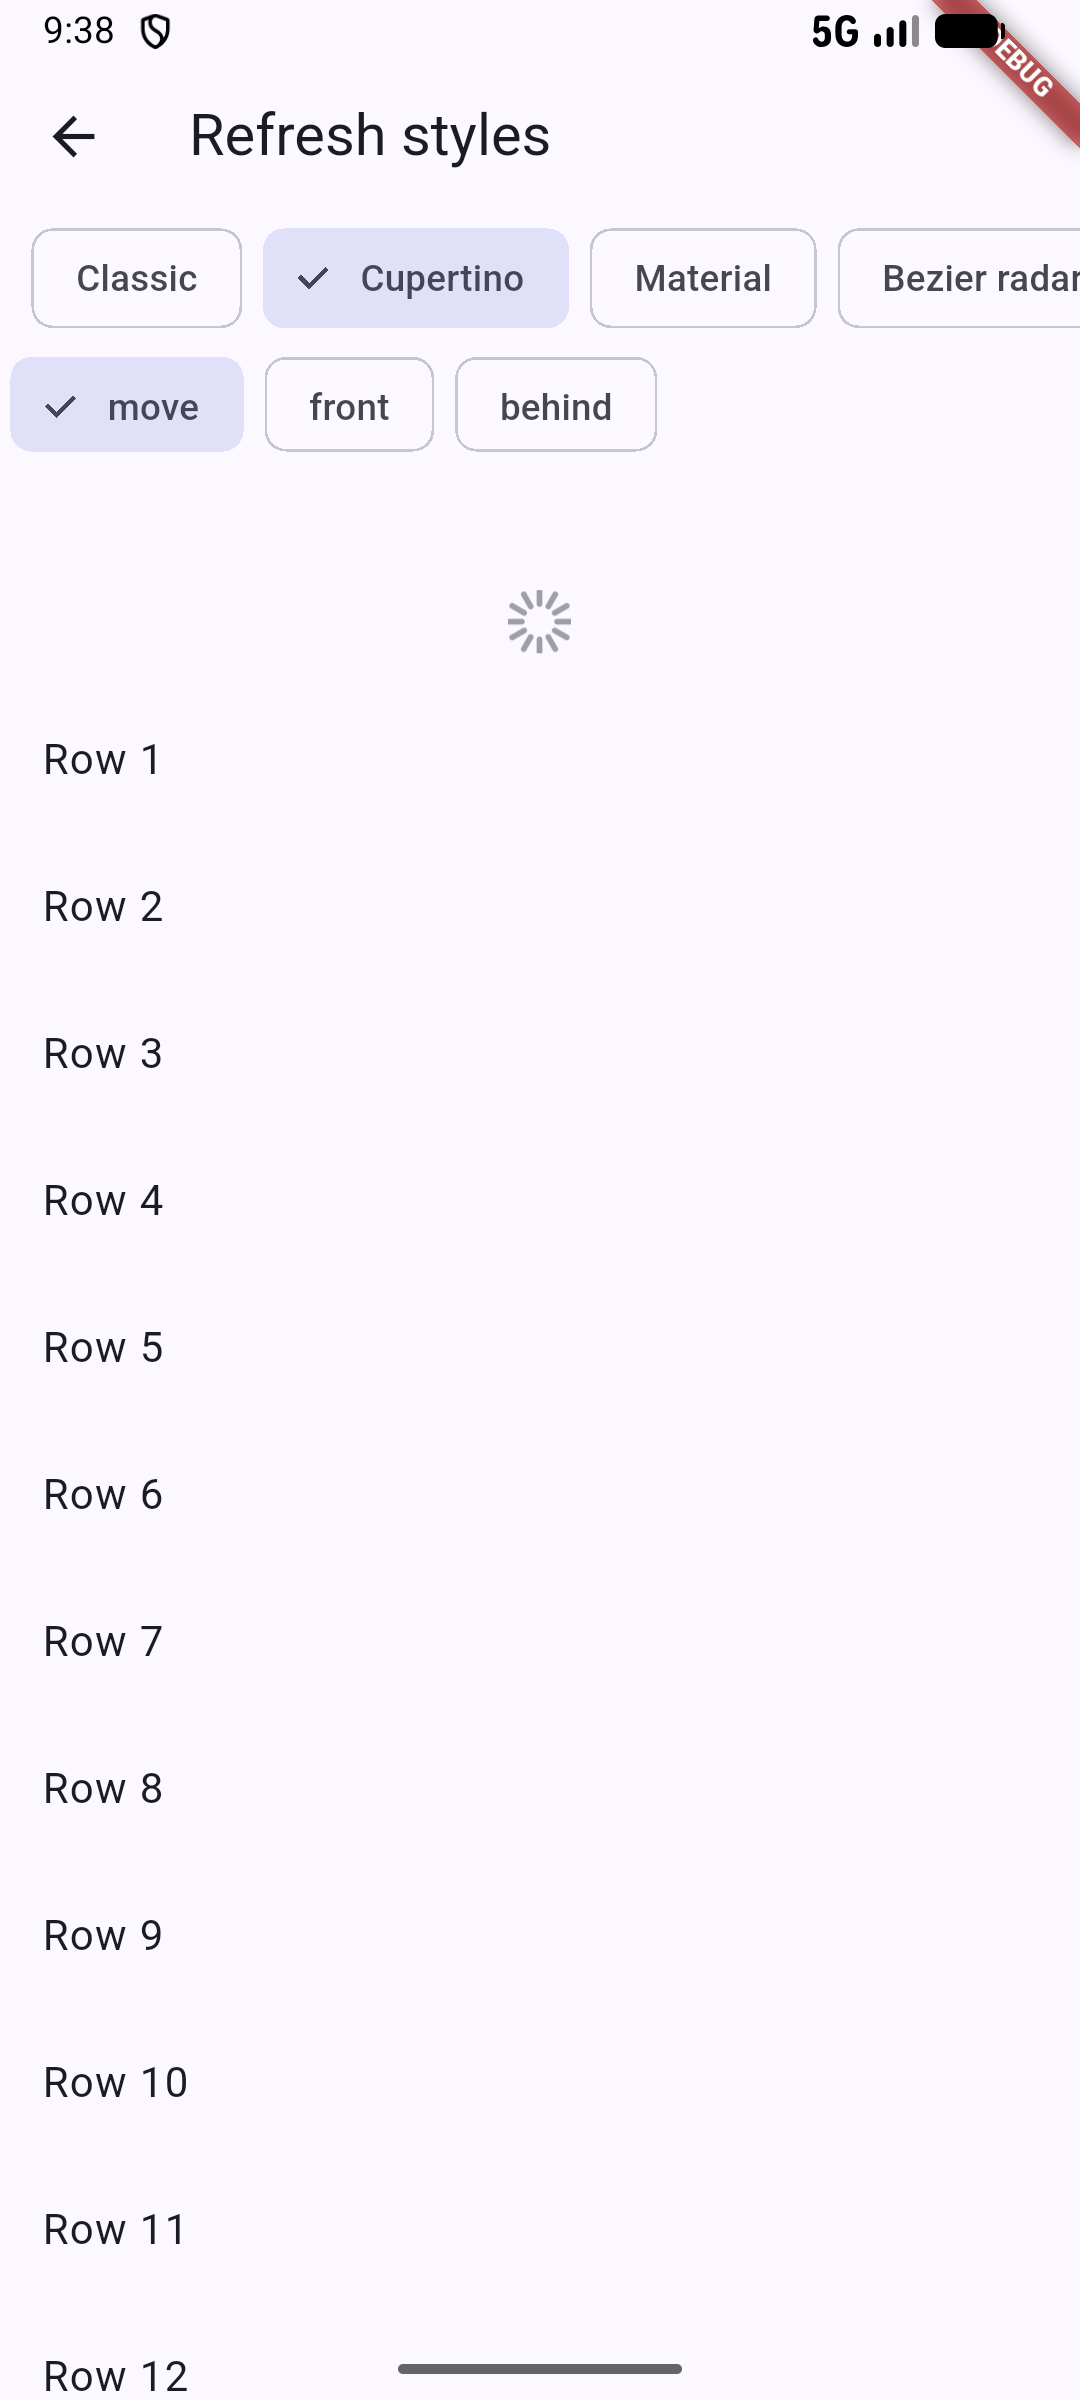 9:38
5G
EBUG
Refresh styles
Classic
Cupertino
Material
Bezier radar
move
front
behind
Row 1
Row 2
Row 3
Row 4
Row 5
Row 6
Row 7
Row 8
Row 9
Row 10
Row 11
Row 12